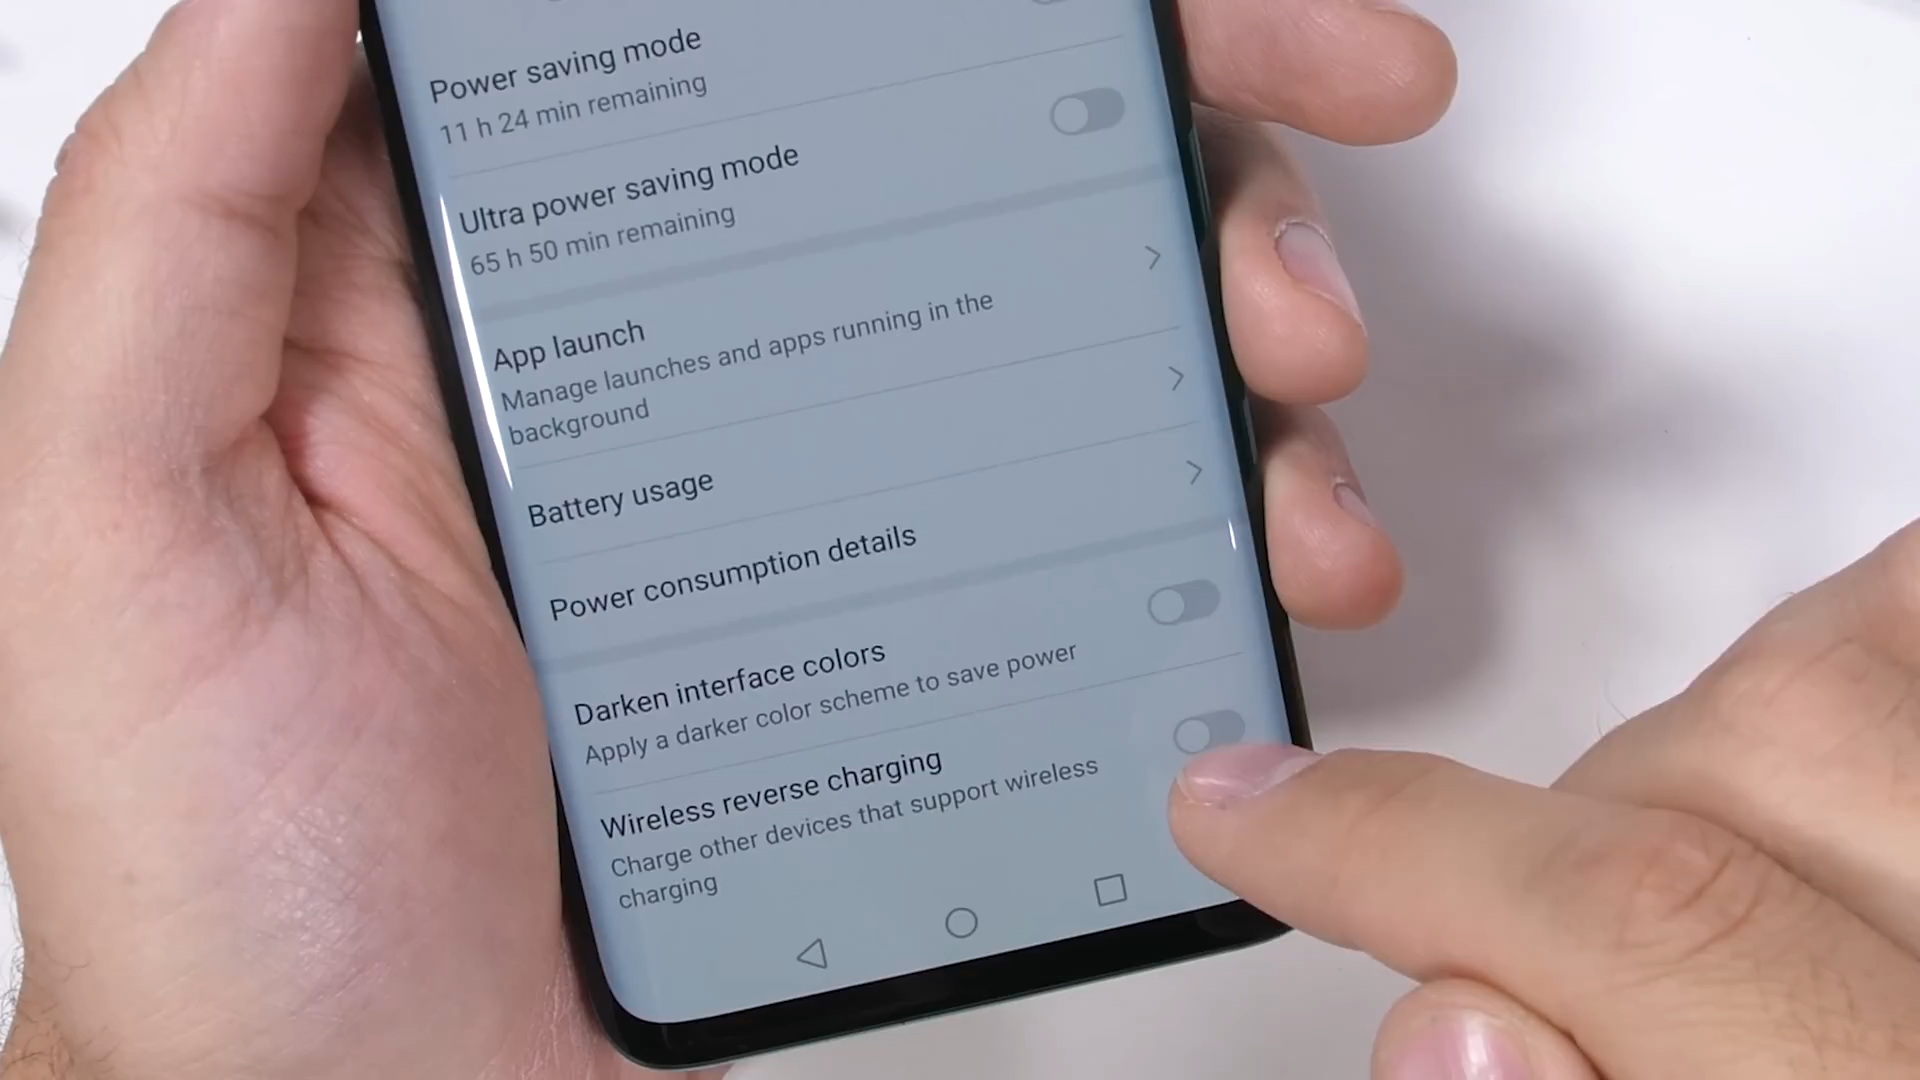 Power saving mode
11 h 24 min remaining
Ultra power saving mode
65 h 50 min remaining
App launch
Manage launches and apps running in the
background
Battery usage
Power consumption details
Darken interface colors
Apply a darker color scheme to save power
Wireless reverse charging
Charge other devices that support wireless
charging